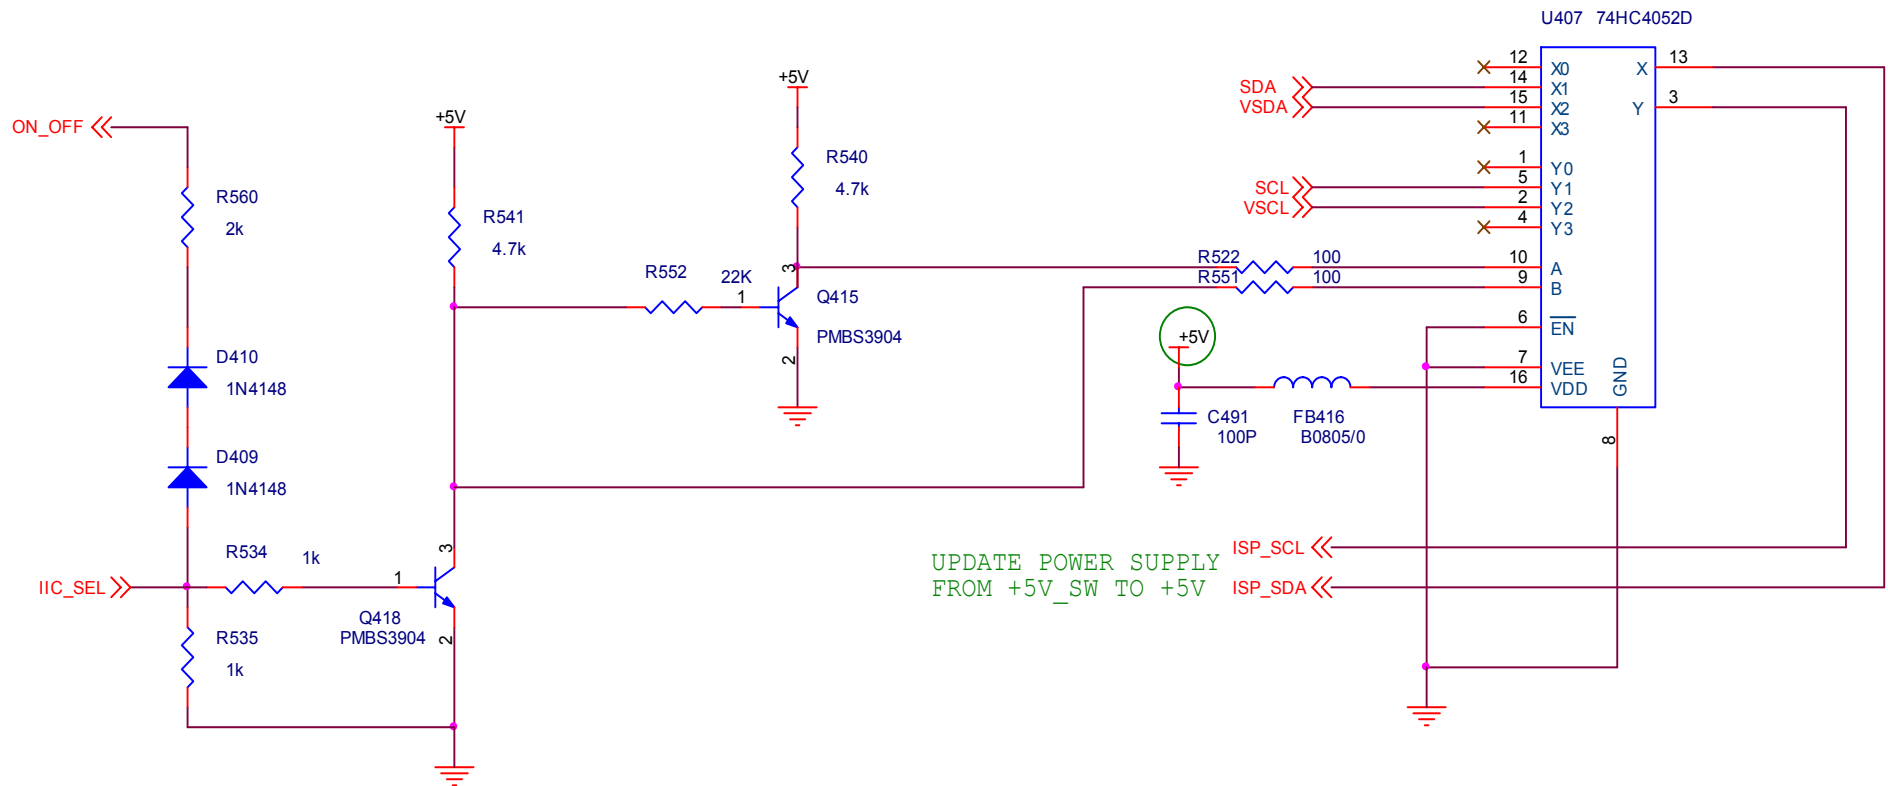 U407 74HC4052D
12 X0 X 13
14 X1
SDA
15 X2 Y 3
VSDA
11 X3
1 Y0
5 Y1
SCL
2 Y2
VSCL
4 Y3
R522 100 10 A
R551 100 9 B
6 EN
7 VEE
16 VDD
GND
8
+5V
C491
100P
FB416
B0805/0
+5V
R540
4.7k
3
Q415
PMBS3904
1
2
R552 22K
+5V
R541
4.7k
ON_OFF
R560
2k
D410
1N4148
D409
1N4148
R534 1k
IIC_SEL
1
3
Q418
PMBS3904
2
R535
1k
UPDATE POWER SUPPLY
FROM +5V_SW TO +5V
ISP_SCL
ISP_SDA